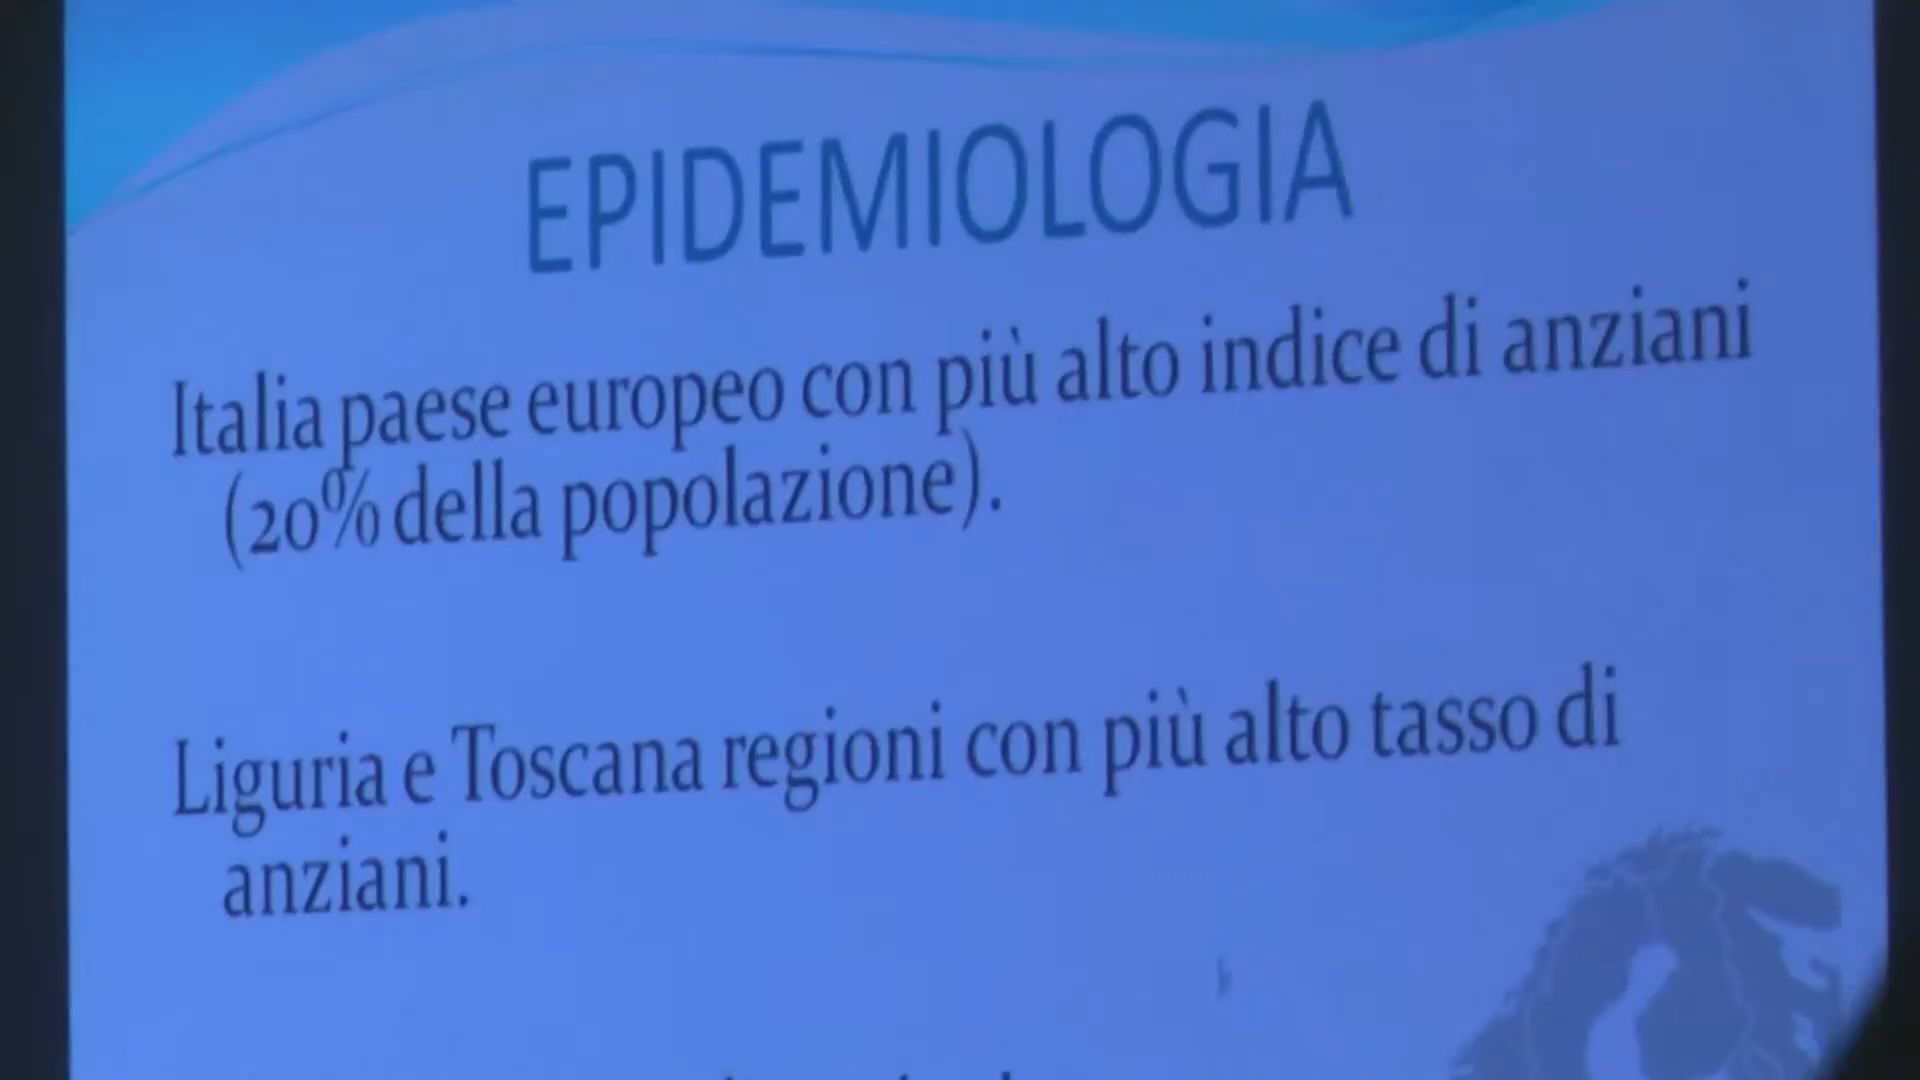 EPIDEMIOLOGIA
Italia paese europeo con più alto indice di anziani
(20% della popolazione).
Liguria e Toscana regioni con più alto tasso di
anziani.